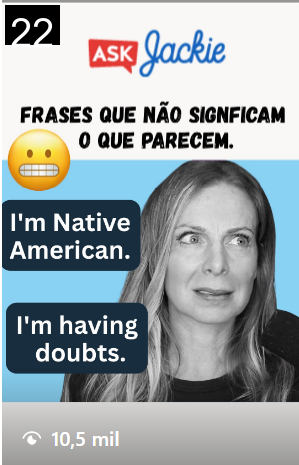 22
ASK Jackie
FRASES QUE NÃO SIGNFICAM
O QUE PARECEM.
I'm Native
American.
I'm having
doubts.
10,5 mil